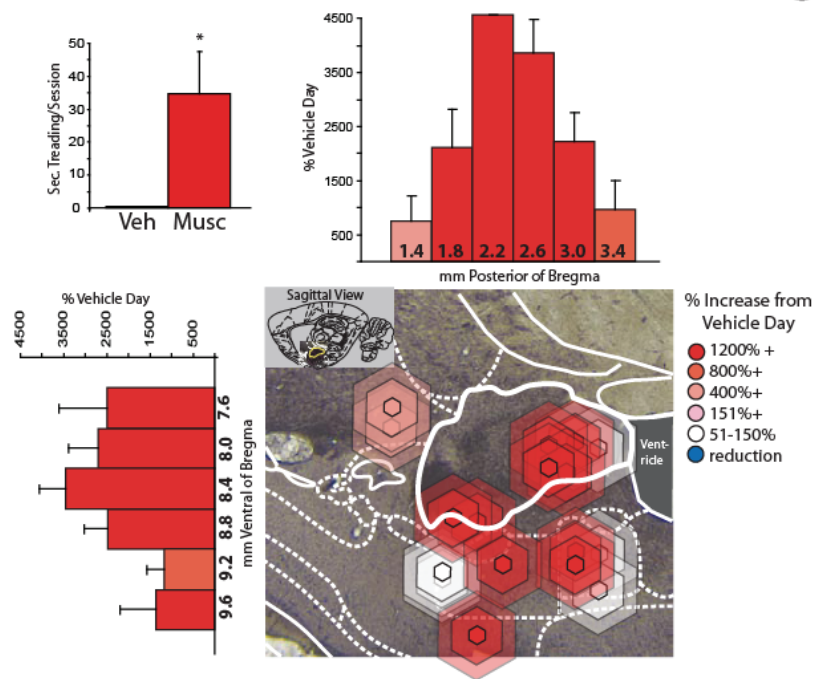 Sec. Treading/Session
50
40
30
20
10
0
*
Veh Musc
% Vehicle Day
4500
3500
2500
1500
500
1.4 1.8 2.2 2.6 3.0 3.4
mm Posterior of Bregma
% Vehicle Day
4500 3500 2500 1500 500
7.6
8.0
8.4
8.8
9.2
9.6
mm Ventral of Bregma
Sagittal View
Vent-
ride
% Increase from
Vehicle Day
1200% +
800%+
400%+
151%+
51-150%
reduction